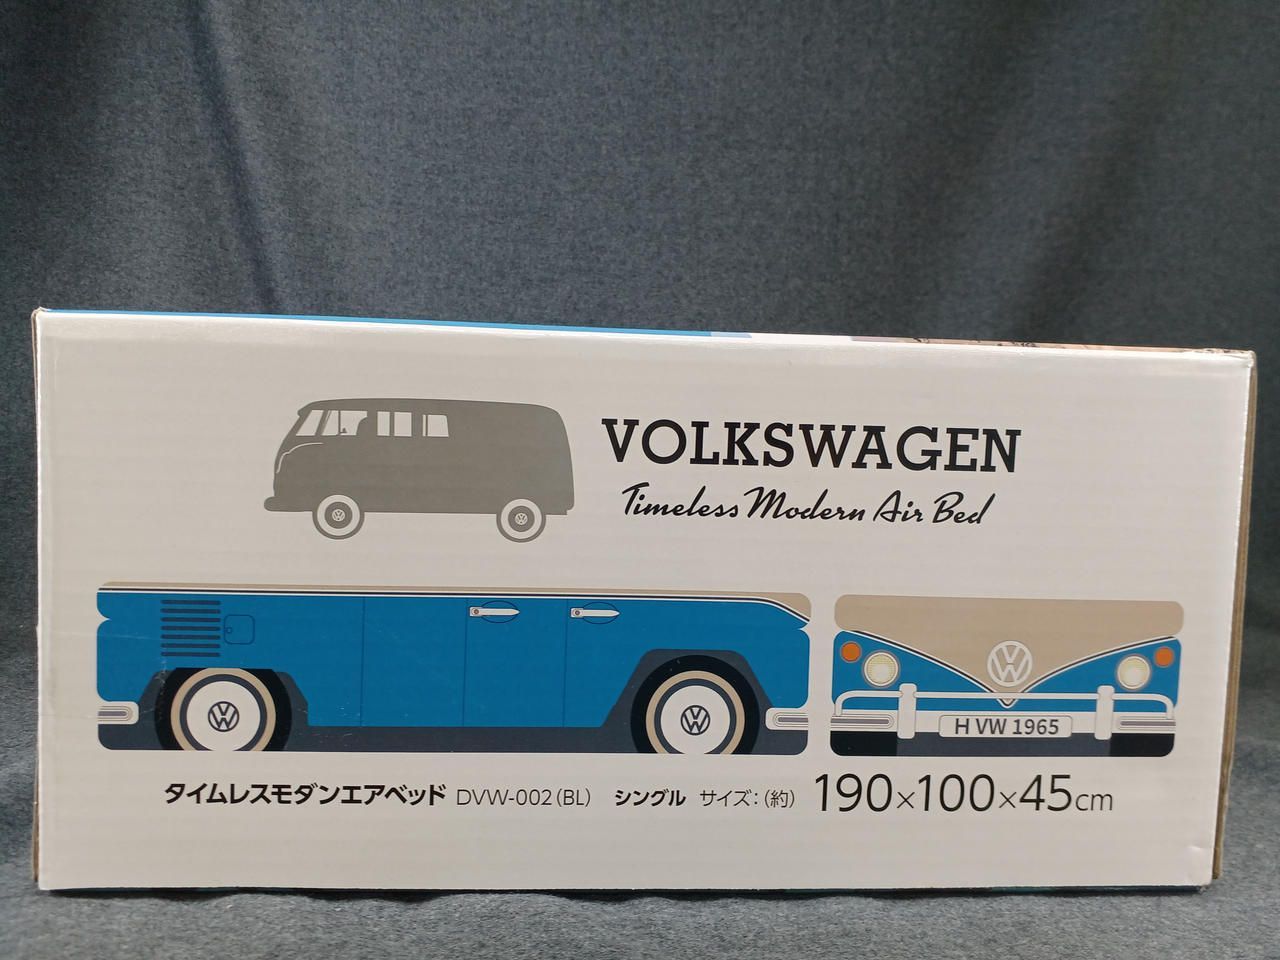 VOLKSWAGEN
Timeless Modern Air Bed
H VW 1965
タイムレスモダンエアベッド DVW-002(BL) シングル サイズ:(約) 190×100×45cm